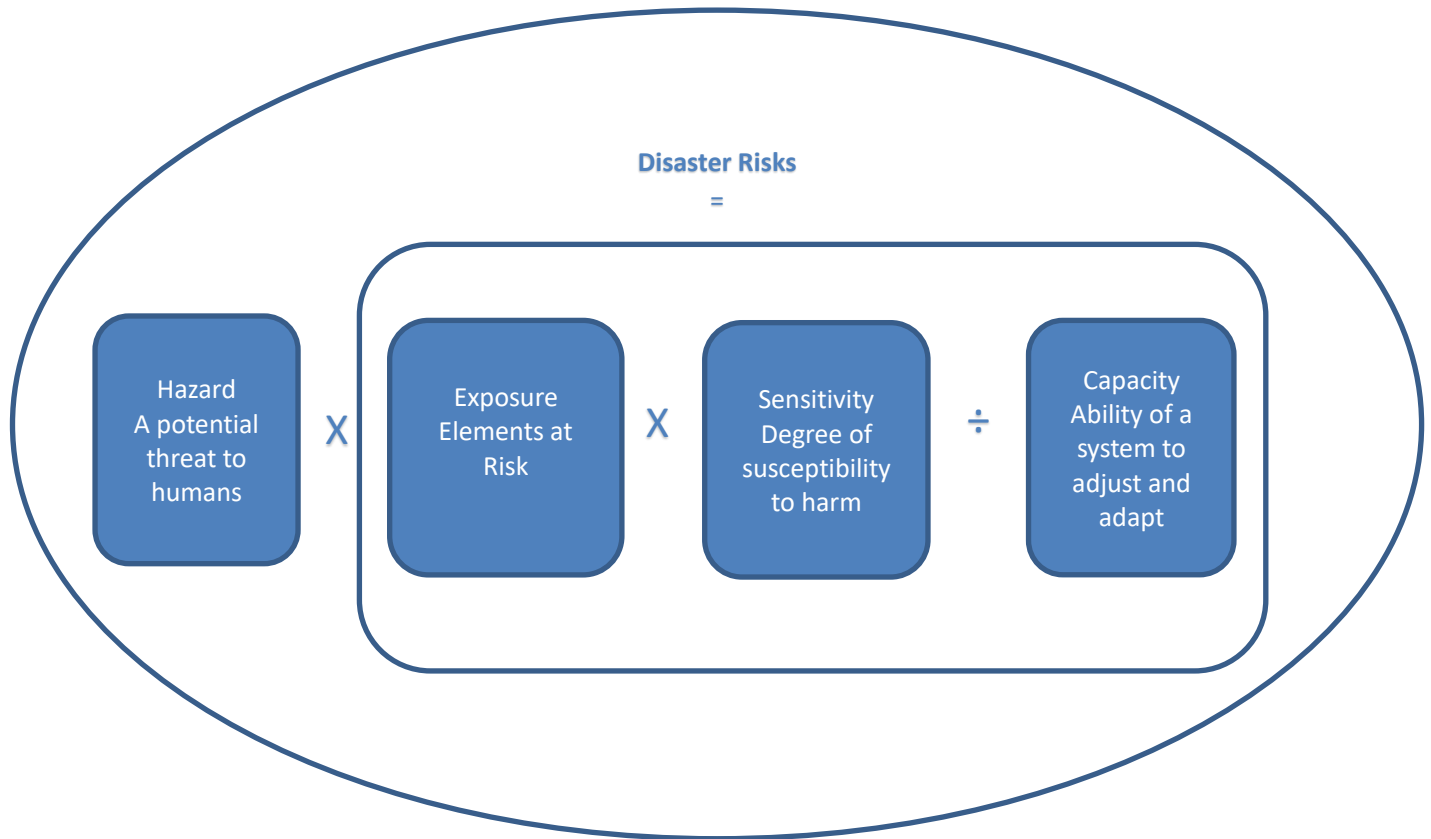 Disaster Risks
=
Hazard
A potential
threat to
humans
X
Exposure
Elements at
Risk
X
Sensitivity
Degree of
susceptibility
to harm
÷
Capacity
Ability of a
system to
adjust and
adapt